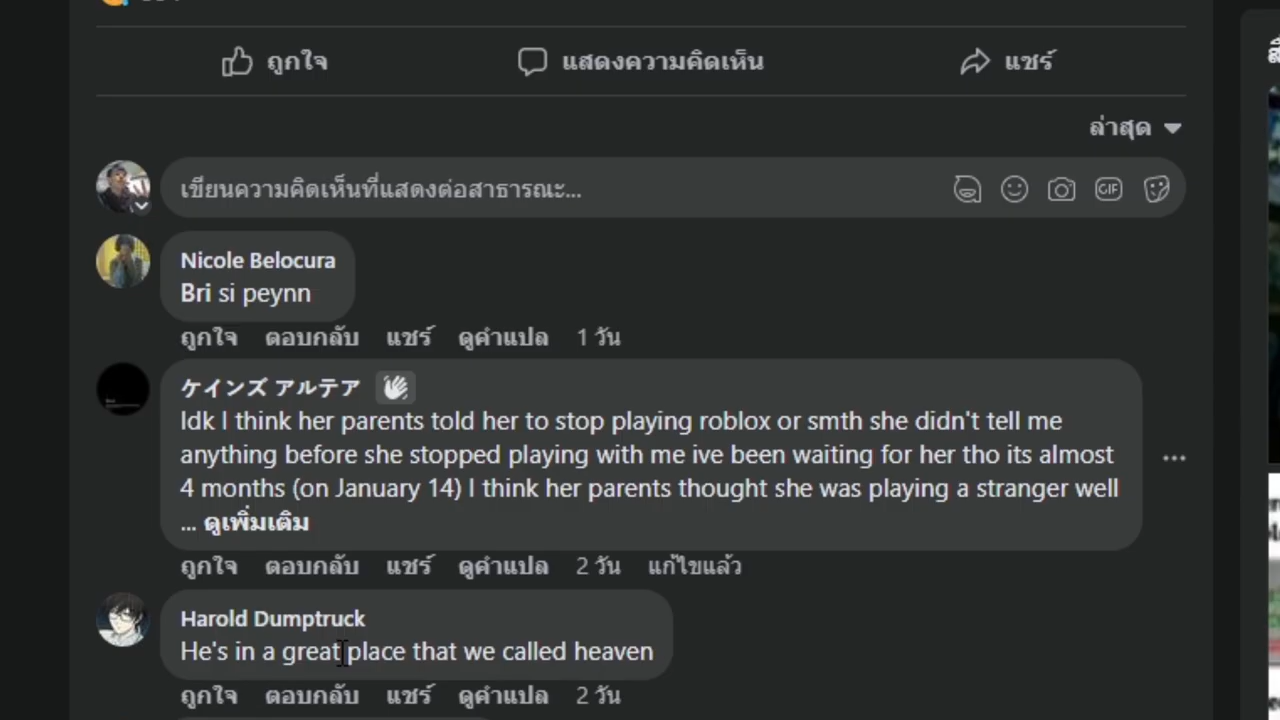 ถูกใจ แสดงความคิดเห็น แชร์
ล่าสุด
เขียนความคิดเห็นที่แสดงต่อสาธารณะ...
GIF
Nicole Belocura
Bri si peynn
ถูกใจ ตอบกลับ แชร์ ดูคำแปล 1 วัน
ケインズ アルテア
Idk I think her parents told her to stop playing roblox or smth she didn't tell me
anything before she stopped playing with me ive been waiting for her tho its almost
4 months (on January 14) I think her parents thought she was playing a stranger well
... ดูเพิ่มเติม
ถูกใจ ตอบกลับ แชร์ ดูคำแปล 2 วัน แก้ไขแล้ว
Harold Dumptruck
He's in a great place that we called heaven
ถูกใจ ตอบกลับ แชร์ ดูคำแปล 2 วัน